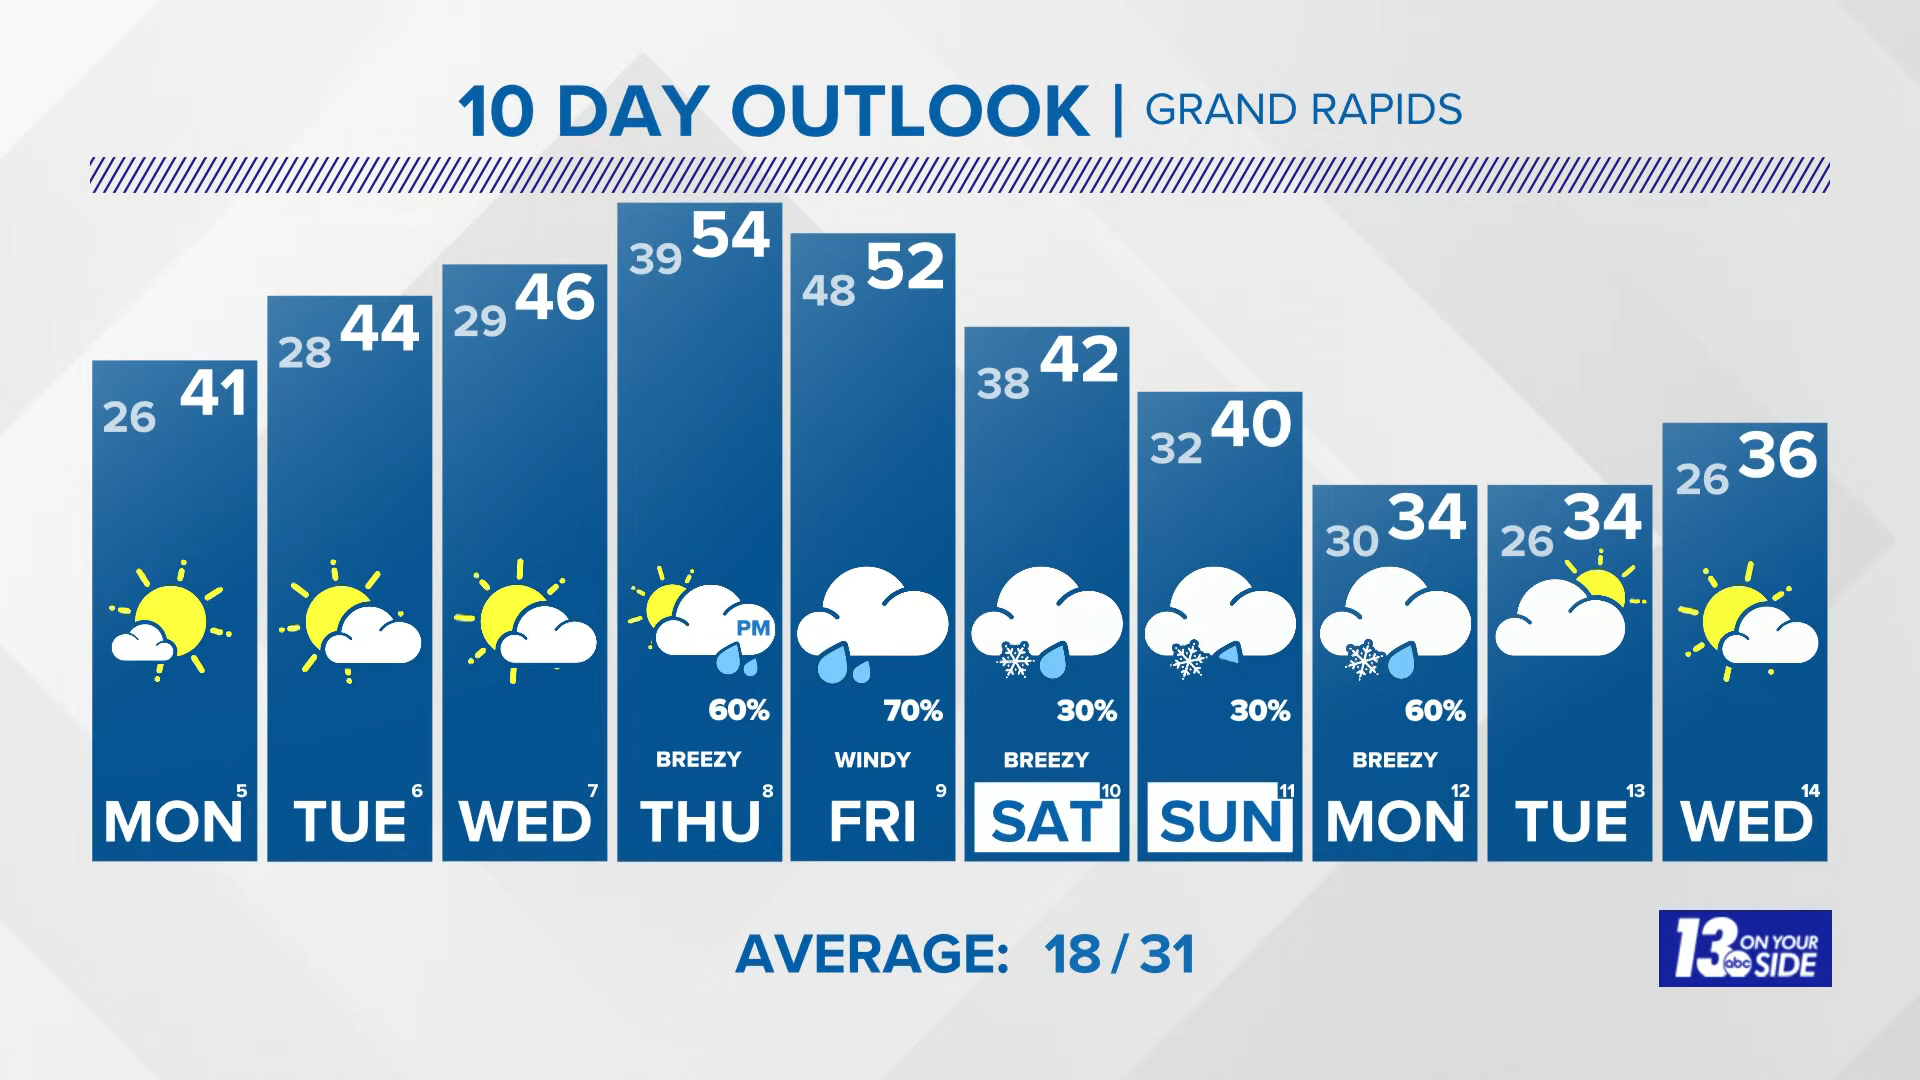 10 DAY OUTLOOK | GRAND RAPIDS
26 41
28 44
29 46
39 54
48 52
38 42
32 40
30 34
26 34
26 36
PM
60%
70%
30%
30%
60%
BREEZY
WINDY
BREEZY
BREEZY
MON 5
TUE 6
WED 7
THU 8
FRI 9
SAT 10
SUN 11
MON 12
TUE 13
WED 14
AVERAGE: 18 / 31
13 abc ON YOUR SIDE